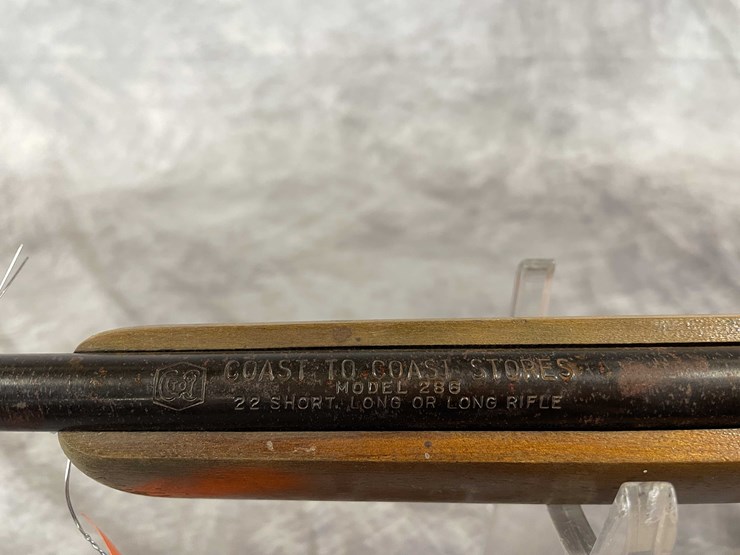 COAST TO COAST STORES
MODEL 286
22 SHORT, LONG OR LONG RIFLE